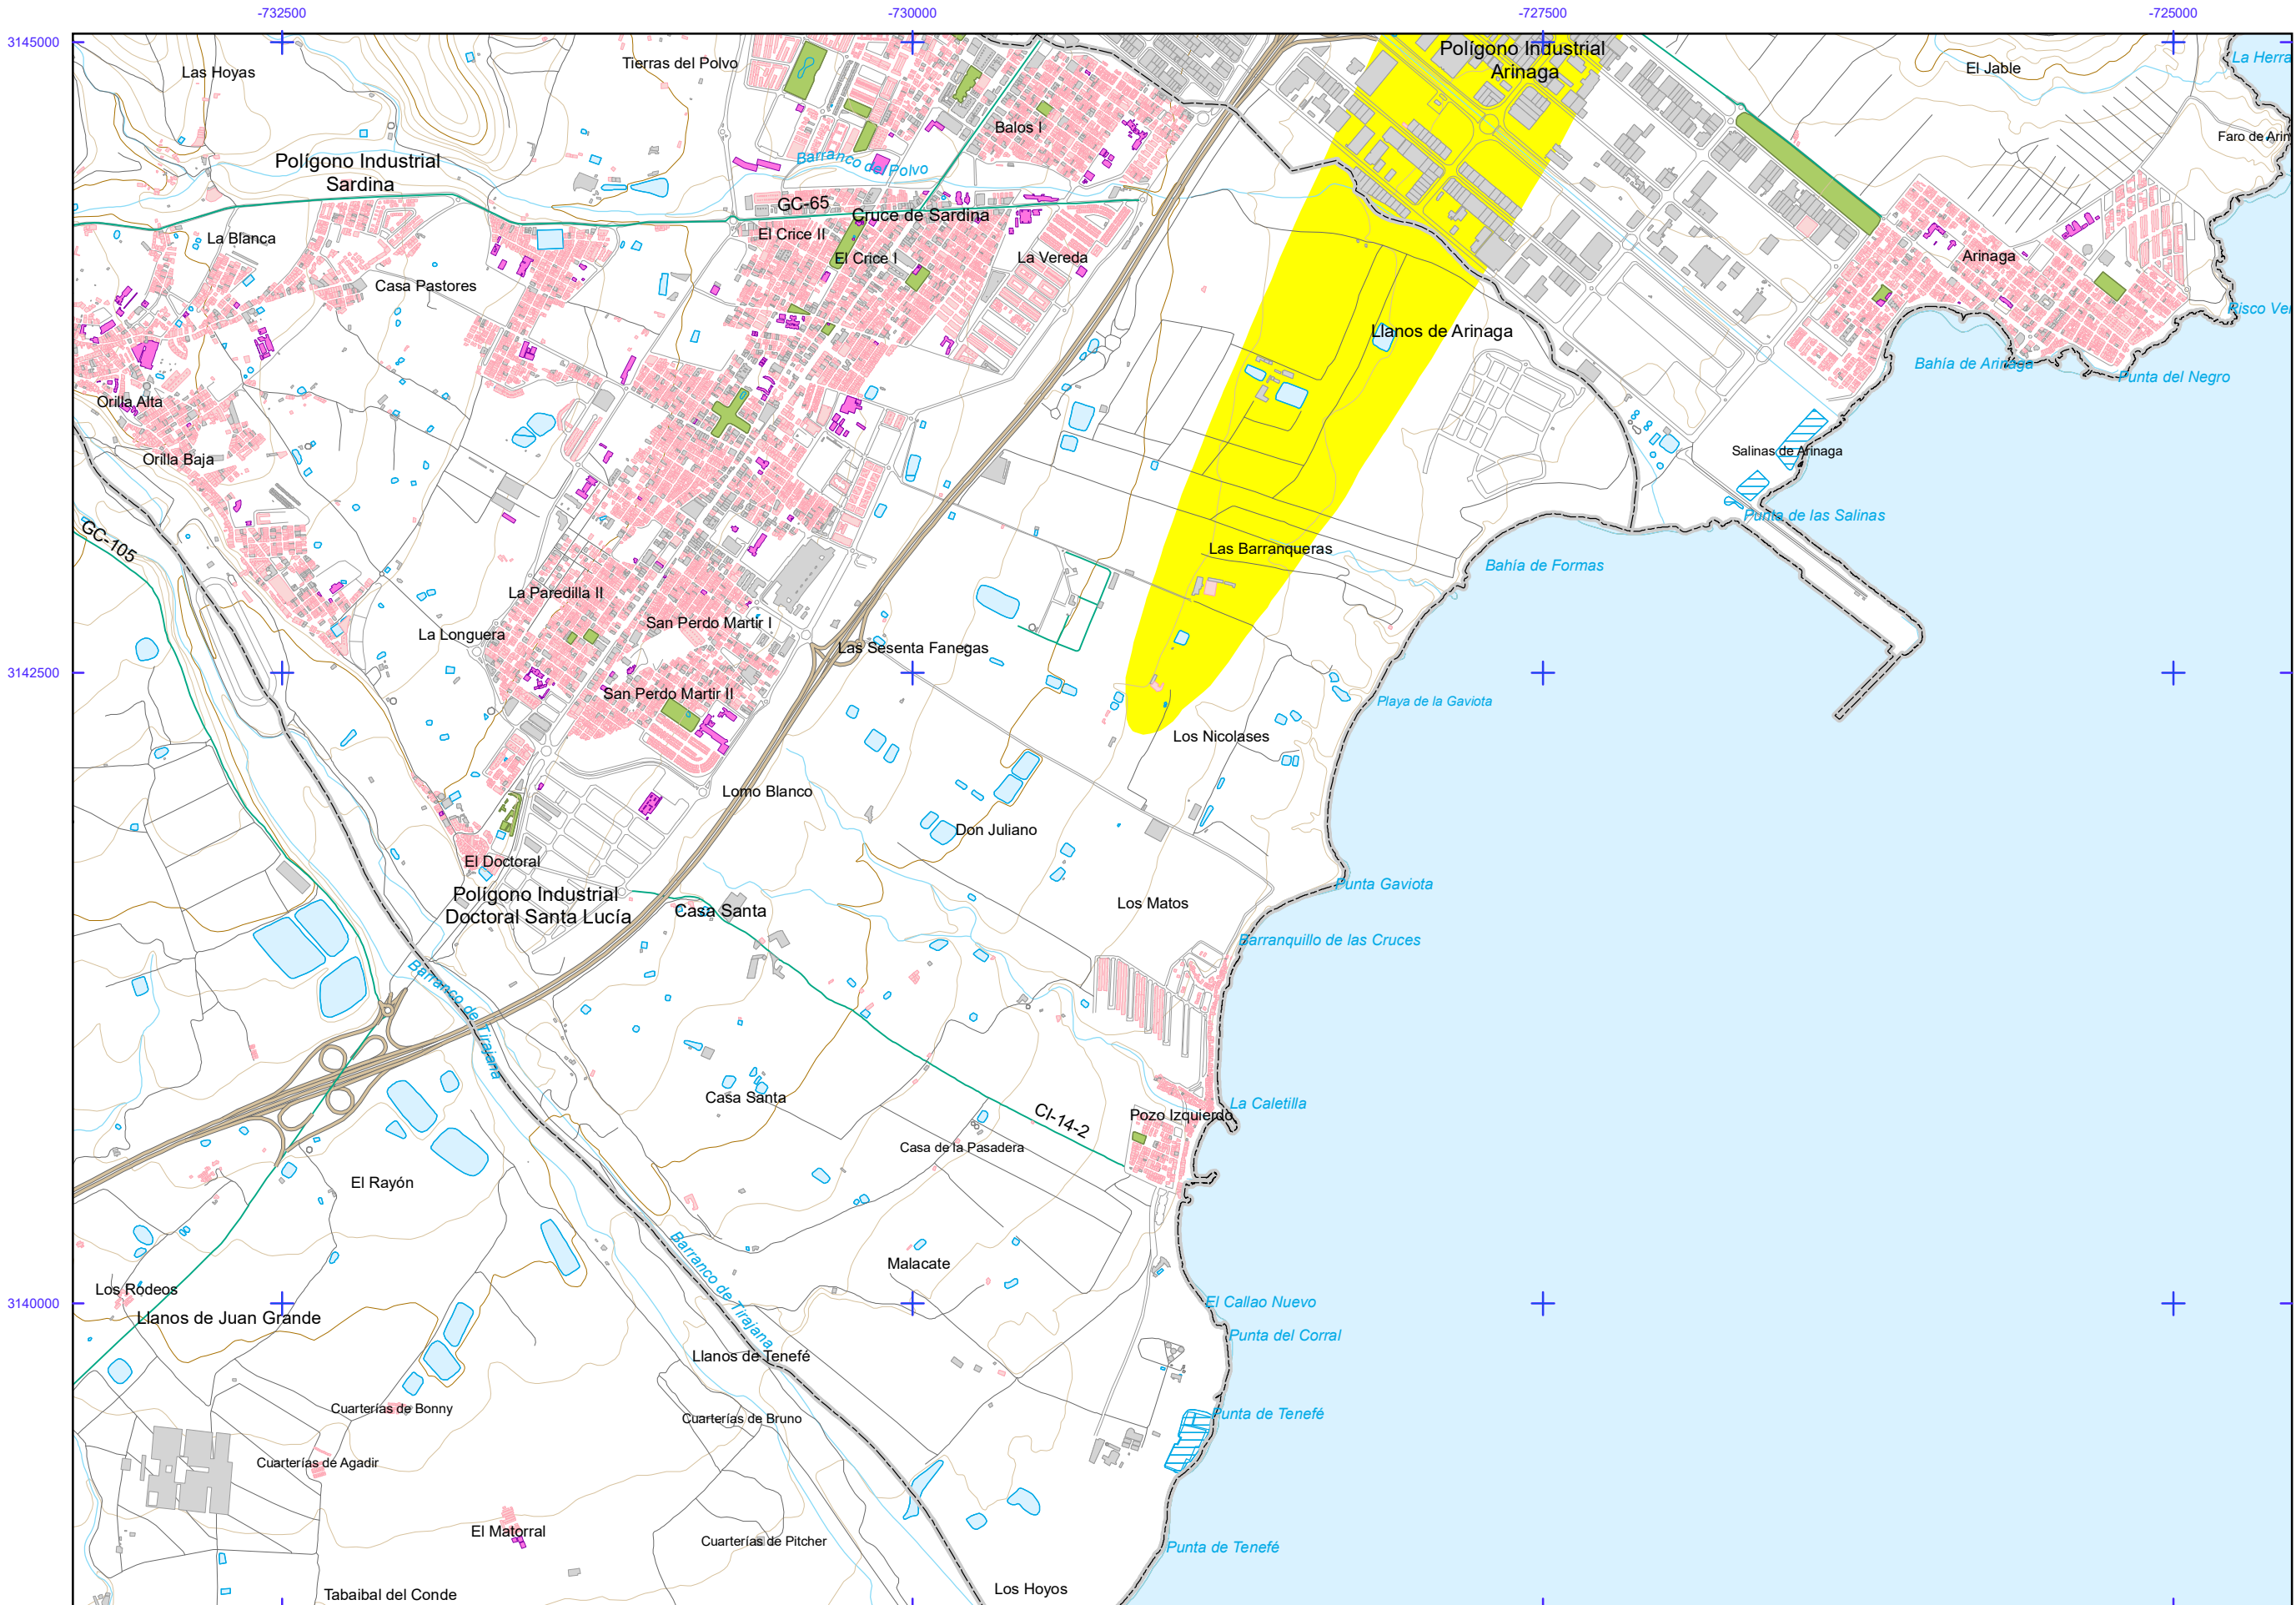 -732500
-730000
-727500
-725000
3145000
Las Hoyas
Tierras del Polvo
Polígono Industrial
Arinaga
El Jable
La Herra
Balos I
Faro de Arin
Polígono Industrial
Sardina
Barranco del Polvo
GC-65
Cruce de Sardina
La Blanca
El Crice II
El Crice I
La Vereda
Arinaga
Casa Pastores
Risco Ver
Llanos de Arinaga
Bahía de Arinaga
Punta del Negro
Orilla Alta
Orilla Baja
Salinas de Arinaga
Punta de las Salinas
GC-105
Las Barranqueras
Bahía de Formas
La Paredilla II
San Perdo Martir I
La Longuera
Las Sesenta Fanegas
3142500
San Perdo Martir II
Playa de la Gaviota
Los Nicolases
Lomo Blanco
Don Juliano
El Doctoral
Punta Gaviota
Polígono Industrial
Doctoral Santa Lucía
Casa Santa
Los Matos
Barranquillo de las Cruces
Barranco de Tirajana
Casa Santa
CI-14-2
La Caletilla
Pozo Izquierdo
Casa de la Pasadera
El Rayón
Barranco de Tirajana
Malacate
Los Rodeos
3140000
El Callao Nuevo
Llanos de Juan Grande
Punta del Corral
Llanos de Tenefé
Cuarterías de Bonny
Cuarterías de Bruno
Punta de Tenefé
Cuarterías de Agadir
El Matorral
Cuarterías de Pitcher
Punta de Tenefé
Los Hoyos
Tabaibal del Conde